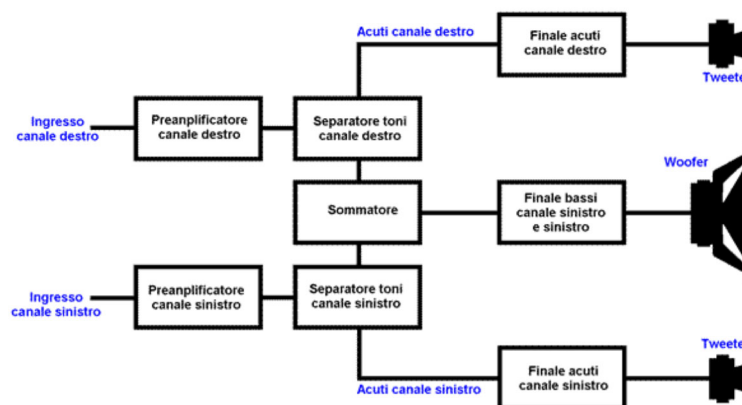 Acuti canale destro
Finale acuti
canale destro
Tweete
Ingresso
canale destro
Preanplificatore
canale destro
Separatore toni
canale destro
Woofer
Sommatore
Finale bassi
canale sinistro
e sinistro
Ingresso
canale sinistro
Preanplificatore
canale sinistro
Separatore toni
canale sinistro
Tweete
Acuti canale sinistro
Finale acuti
canale sinistro